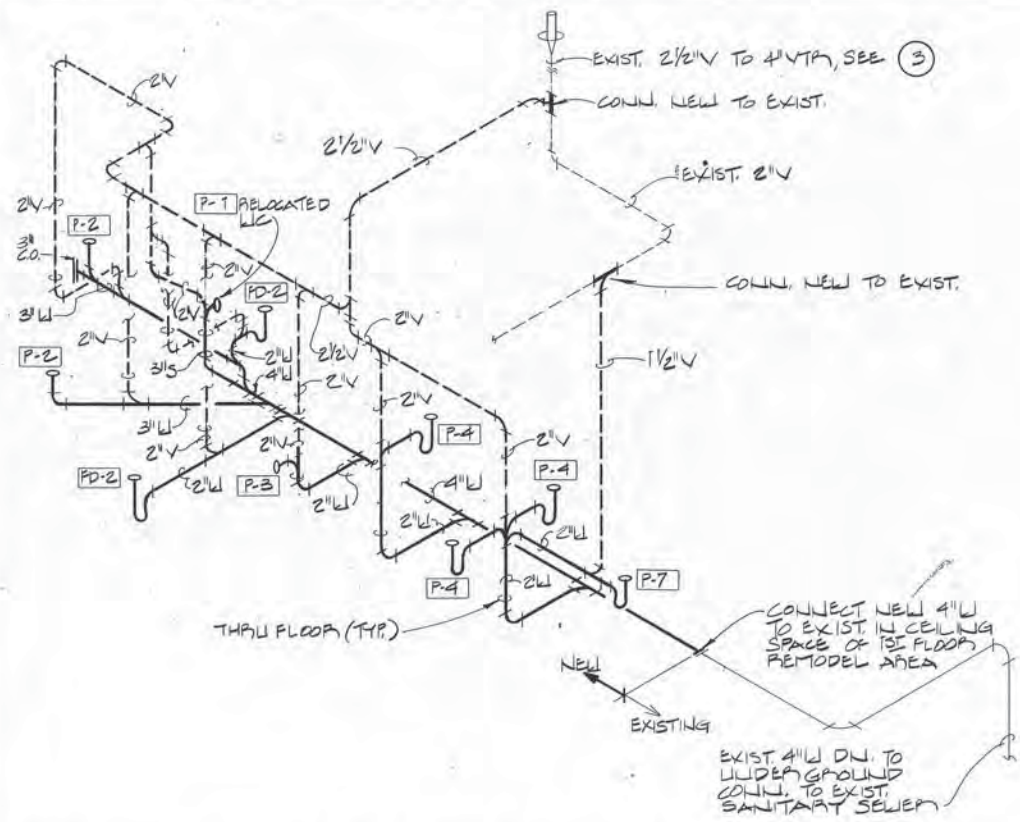 EXIST. 2½"V TO 4"VTR, SEE 3
CONN. NEW TO EXIST.
2"V
2½"V
EXIST. 2"V
P-1 RELOCATED
WC
2"V
P-2
3"
C.O.
2"V
FD-2
CONN. NEW TO EXIST.
3"W
2"V
2"V
2½"V
2"V
2"W
1½"V
P-2
3"S
4"W
2"V
2"V
P-4
3"W
2"V
2"V
2"V
P-4
FD-2
2"W
P-3
2"W
4"W
2"W
2"W
P-4
2"W
P-7
THRU FLOOR (TYP.)
CONNECT NEW 4"W
TO EXIST. IN CEILING
SPACE OF 1ST FLOOR
REMODEL AREA
NEW
EXISTING
EXIST. 4"W DN. TO
UNDERGROUND
CONN. TO EXIST.
SANITARY SEWER